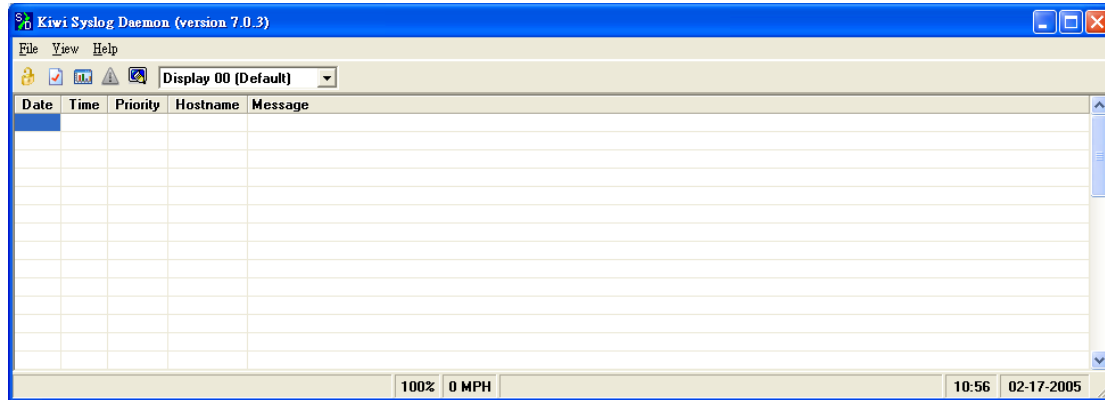 Kiwi Syslog Daemon (version 7.0.3)
File View Help
Display 00 (Default)
Date Time Priority Hostname Message
100% 0 MPH 10:56 02-17-2005